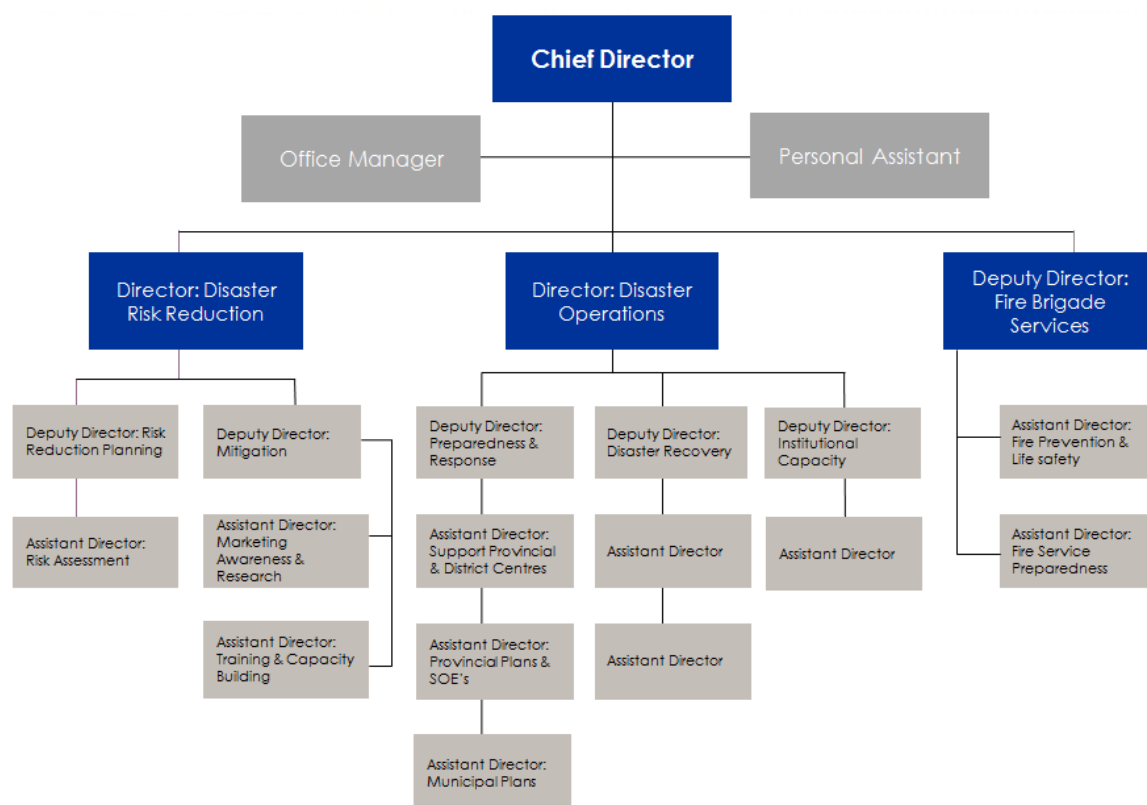 Chief Director
Office Manager
Personal Assistant
Director: Disaster
Risk Reduction
Director: Disaster
Operations
Deputy Director:
Fire Brigade
Services
Deputy Director: Risk
Reduction Planning
Deputy Director:
Mitigation
Deputy Director:
Preparedness &
Response
Deputy Director:
Disaster Recovery
Deputy Director:
Institutional
Capacity
Assistant Director:
Fire Prevention &
Life safety
Assistant Director:
Risk Assessment
Assistant Director:
Marketing
Awareness &
Research
Assistant Director:
Support Provincial
& District Centres
Assistant Director
Assistant Director
Assistant Director:
Fire Service
Preparedness
Assistant Director:
Training & Capacity
Building
Assistant Director:
Provincial Plans &
SOE's
Assistant Director
Assistant Director:
Municipal Plans